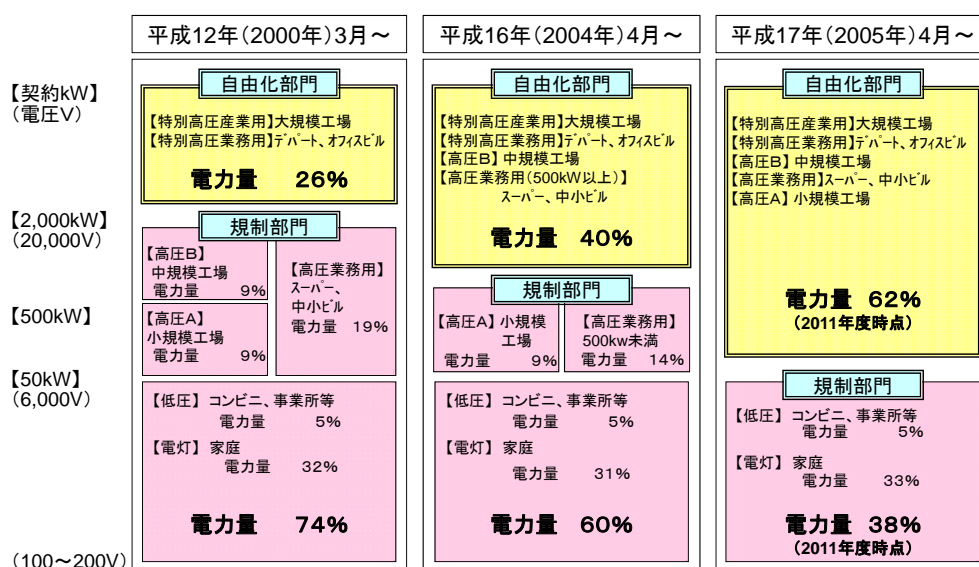 平成12年(2000年)3月～
平成16年(2004年)4月～
平成17年(2005年)4月～
【契約kW】
(電圧V)
【2,000kW】
(20,000V)
【500kW】
【50kW】
(6,000V)
(100～200V)
自由化部門
【特別高圧産業用】大規模工場
【特別高圧業務用】ﾃﾞﾊﾟｰﾄ、ｵﾌｨｽﾋﾞﾙ
電力量 26%
規制部門
【高圧B】
中規模工場
電力量 9%
【高圧A】
小規模工場
電力量 9%
【高圧業務用】
ｽｰﾊﾟｰ、
中小ﾋﾞﾙ
電力量 19%
【低圧】 コンビニ、事業所等
電力量 5%
【電灯】 家庭
電力量 32%
電力量 74%
自由化部門
【特別高圧産業用】大規模工場
【特別高圧業務用】ﾃﾞﾊﾟｰﾄ、ｵﾌｨｽﾋﾞﾙ
【高圧B】 中規模工場
【高圧業務用(500kW以上)】
ｽｰﾊﾟｰ、中小ﾋﾞﾙ
電力量 40%
規制部門
【高圧A】 小規模
工場
電力量 9%
【高圧業務用】
500kw未満
電力量 14%
【低圧】 コンビニ、事業所等
電力量 5%
【電灯】 家庭
電力量 31%
電力量 60%
自由化部門
【特別高圧産業用】大規模工場
【特別高圧業務用】ﾃﾞﾊﾟｰﾄ、ｵﾌｨｽﾋﾞﾙ
【高圧B】 中規模工場
【高圧業務用】ｽｰﾊﾟｰ、中小ﾋﾞﾙ
【高圧A】 小規模工場
電力量 62%
(2011年度時点)
規制部門
【低圧】 コンビニ、事業所等
電力量 5%
【電灯】 家庭
電力量 33%
電力量 38%
(2011年度時点)